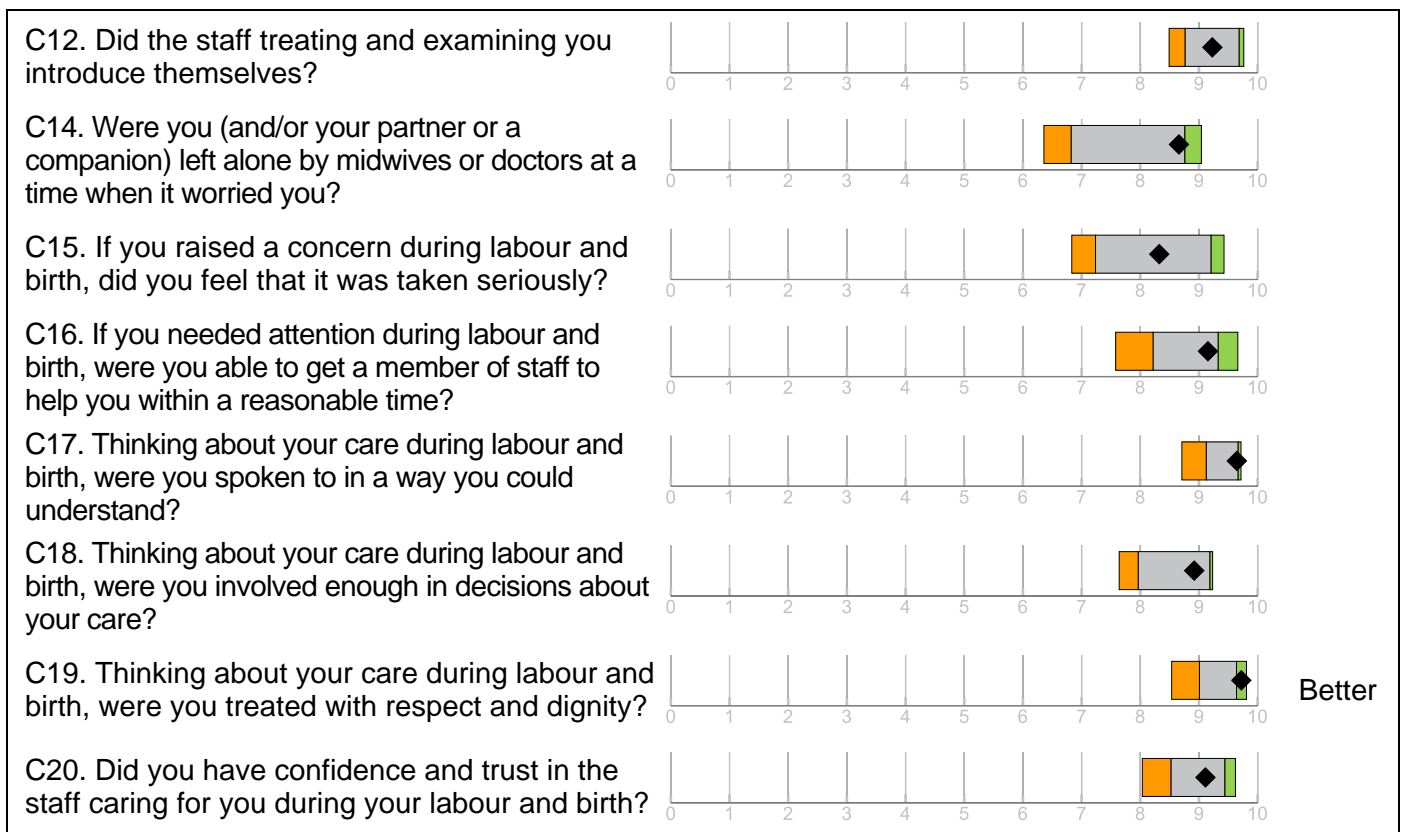 C12. Did the staff treating and examining you
introduce themselves?
0 1 2 3 4 5 6 7 8 9 10
C14. Were you (and/or your partner or a
companion) left alone by midwives or doctors at a
time when it worried you?
0 1 2 3 4 5 6 7 8 9 10
C15. If you raised a concern during labour and
birth, did you feel that it was taken seriously?
0 1 2 3 4 5 6 7 8 9 10
C16. If you needed attention during labour and
birth, were you able to get a member of staff to
help you within a reasonable time?
0 1 2 3 4 5 6 7 8 9 10
C17. Thinking about your care during labour and
birth, were you spoken to in a way you could
understand?
0 1 2 3 4 5 6 7 8 9 10
C18. Thinking about your care during labour and
birth, were you involved enough in decisions about
your care?
0 1 2 3 4 5 6 7 8 9 10
C19. Thinking about your care during labour and
birth, were you treated with respect and dignity?
0 1 2 3 4 5 6 7 8 9 10
Better
C20. Did you have confidence and trust in the
staff caring for you during your labour and birth?
0 1 2 3 4 5 6 7 8 9 10